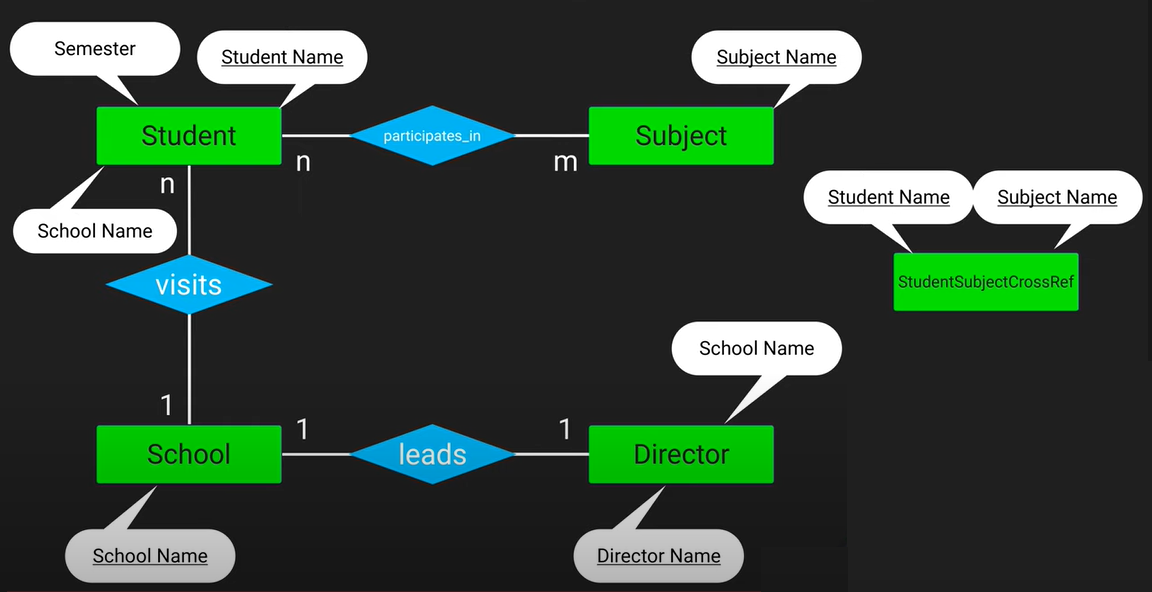 Semester
Student Name
Subject Name
Student
participates_in
Subject
n
m
n
Student Name
Subject Name
School Name
visits
StudentSubjectCrossRef
School Name
1
1
1
School
leads
Director
School Name
Director Name